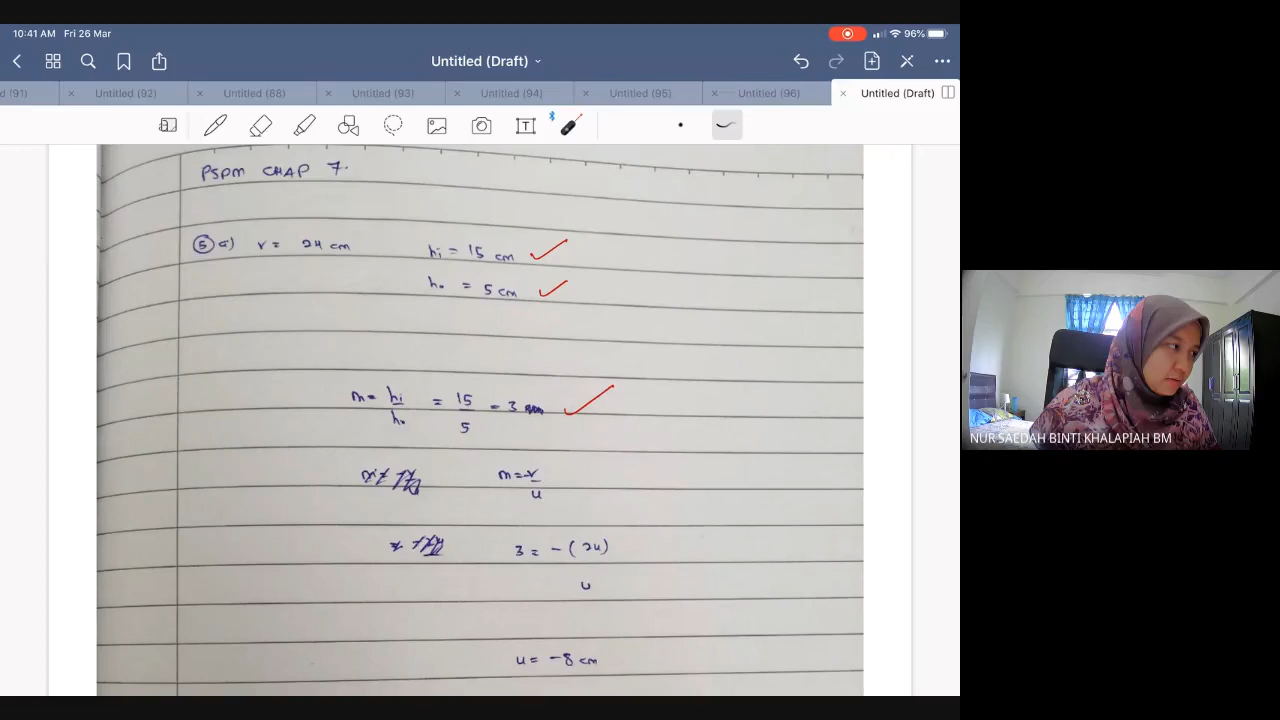 10:41 AM Fri 26 Mar
96%
Untitled (Draft)
d (91)
Untitled (92)
Untitled (68)
Untitled (93)
Untitled (94)
Untitled (95)
Untitled (96)
Untitled (Draft)
T
PSPM CHAP 7.
5 a) v = 24 cm
hi = 15 cm
ho = 5 cm
m = hi/ho = 15/5 = 3
m = -v/u
3 = -(24)/u
u = -8 cm
NUR SAEDAH BINTI KHALAPIAH BM